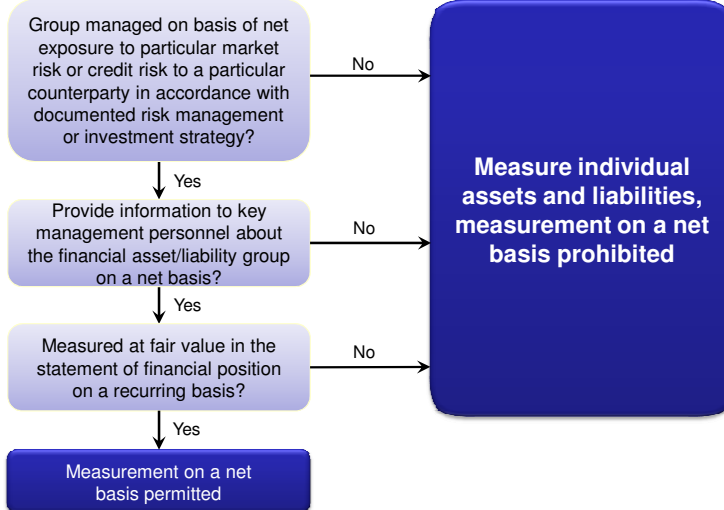 Group managed on basis of net
exposure to particular market
risk or credit risk to a particular
counterparty in accordance with
documented risk management
or investment strategy?
No
Yes
Provide information to key
management personnel about
the financial asset/liability group
on a net basis?
No
Yes
Measured at fair value in the
statement of financial position
on a recurring basis?
No
Yes
Measurement on a net
basis permitted
Measure individual
assets and liabilities,
measurement on a net
basis prohibited